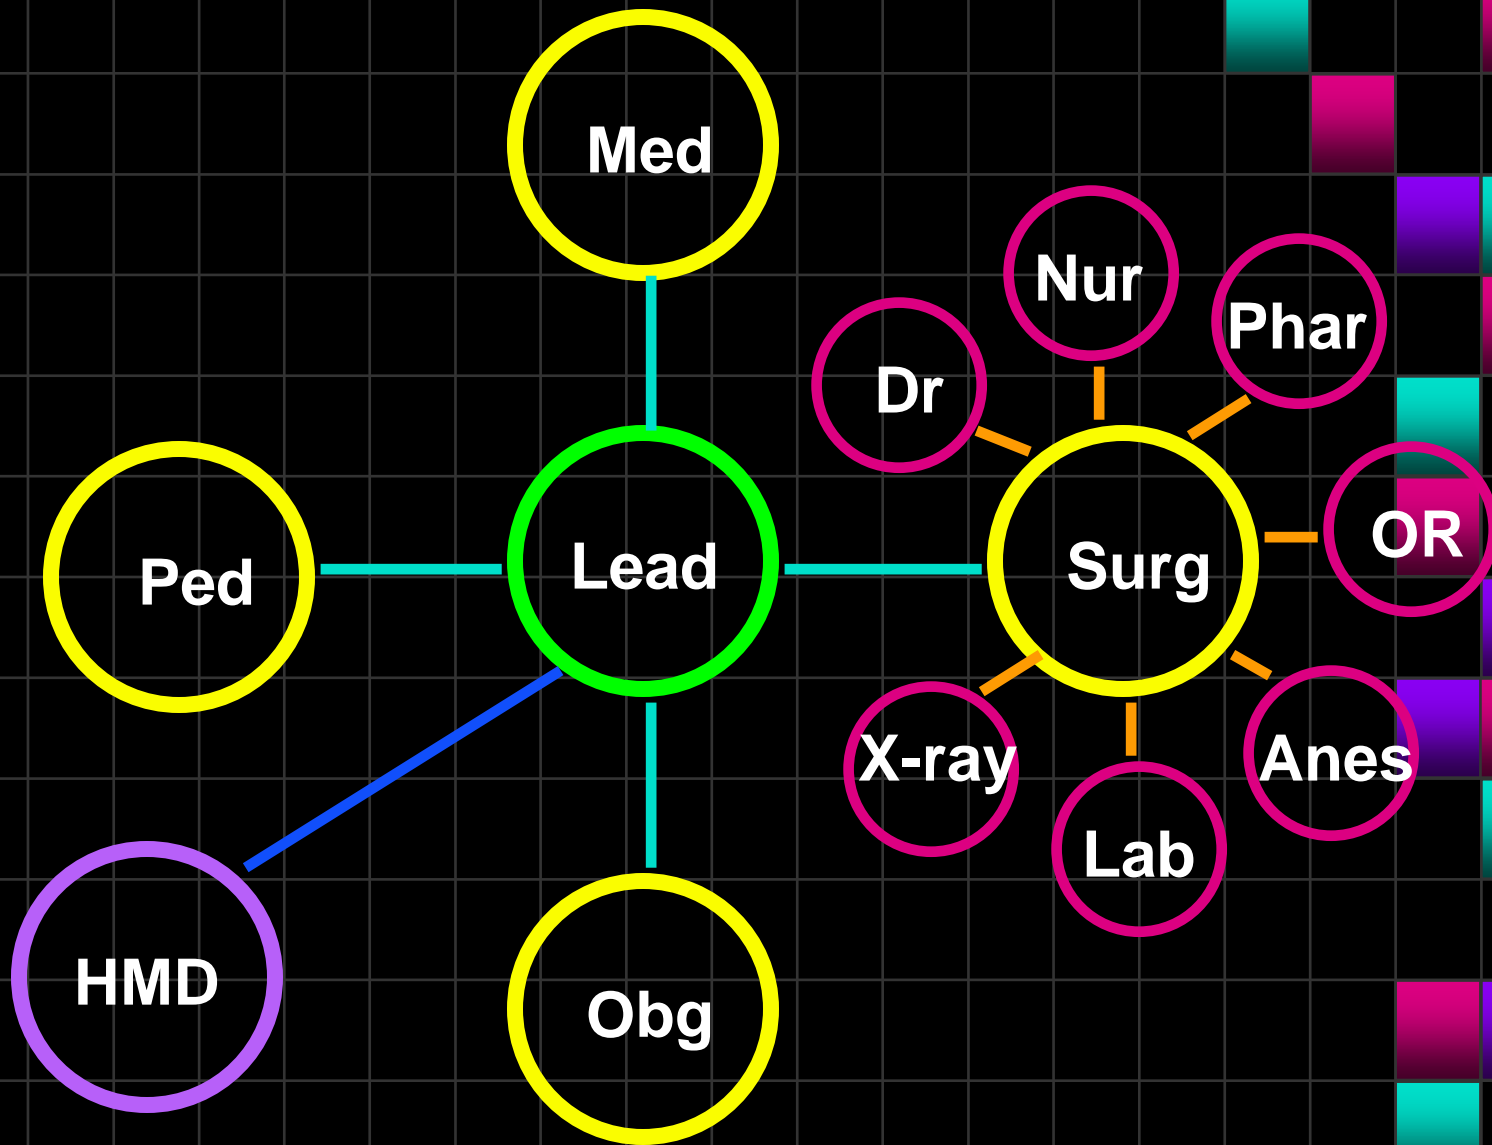 Med
Nur
Phar
Dr
OR
Lead
Surg
Ped
X-ray
Anes
Lab
HMD
Obg